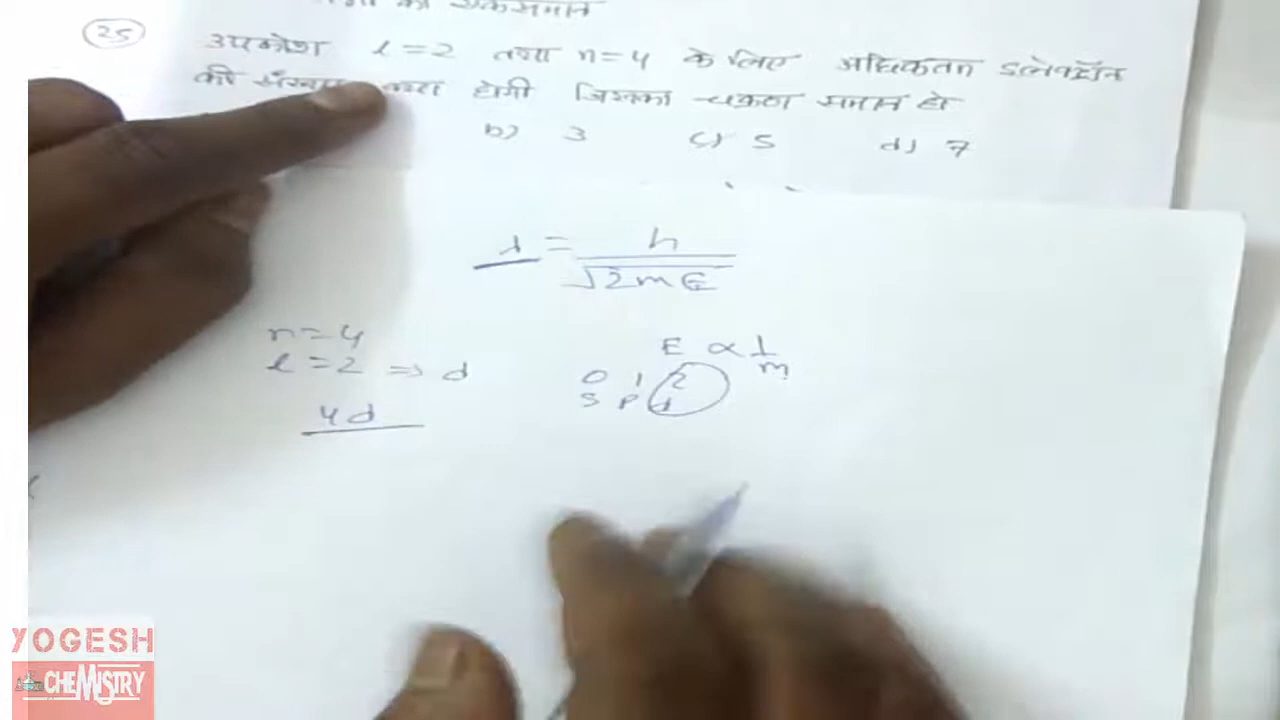 का एकसमान
25
उपकोश l = 2 तथा n = 4 के लिए अधिकतम इलेक्ट्रॉन
की संख्या क्या होगी जिसका चक्रण समान हो
b) 3 c) 5 d) 7
λ = h / √2mE
n = 4
l = 2 ⇒ d
4d
E ∝ 1/m
0 1 2
S P d
YOGESH
CHEMISTRY